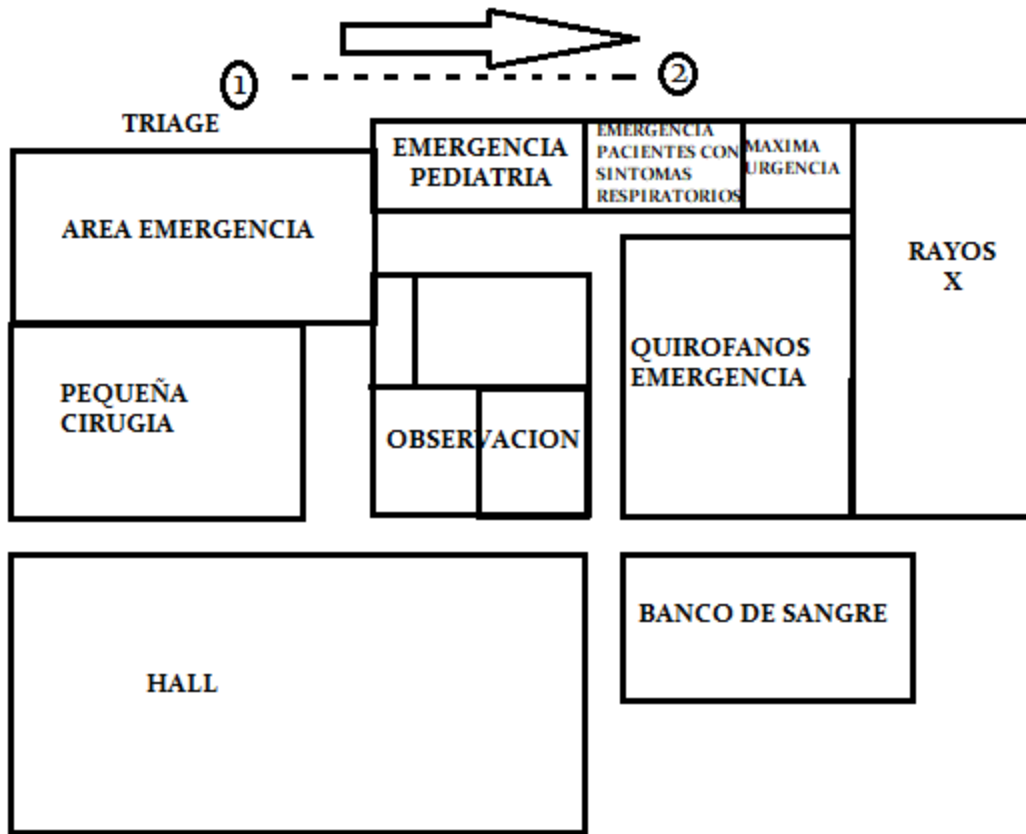 1
2
TRIAGE
EMERGENCIA
PEDIATRIA
EMERGENCIA
PACIENTES CON
SINTOMAS
RESPIRATORIOS
MAXIMA
URGENCIA
AREA EMERGENCIA
RAYOS
X
QUIROFANOS
EMERGENCIA
PEQUEÑA
CIRUGIA
OBSERVACION
BANCO DE SANGRE
HALL